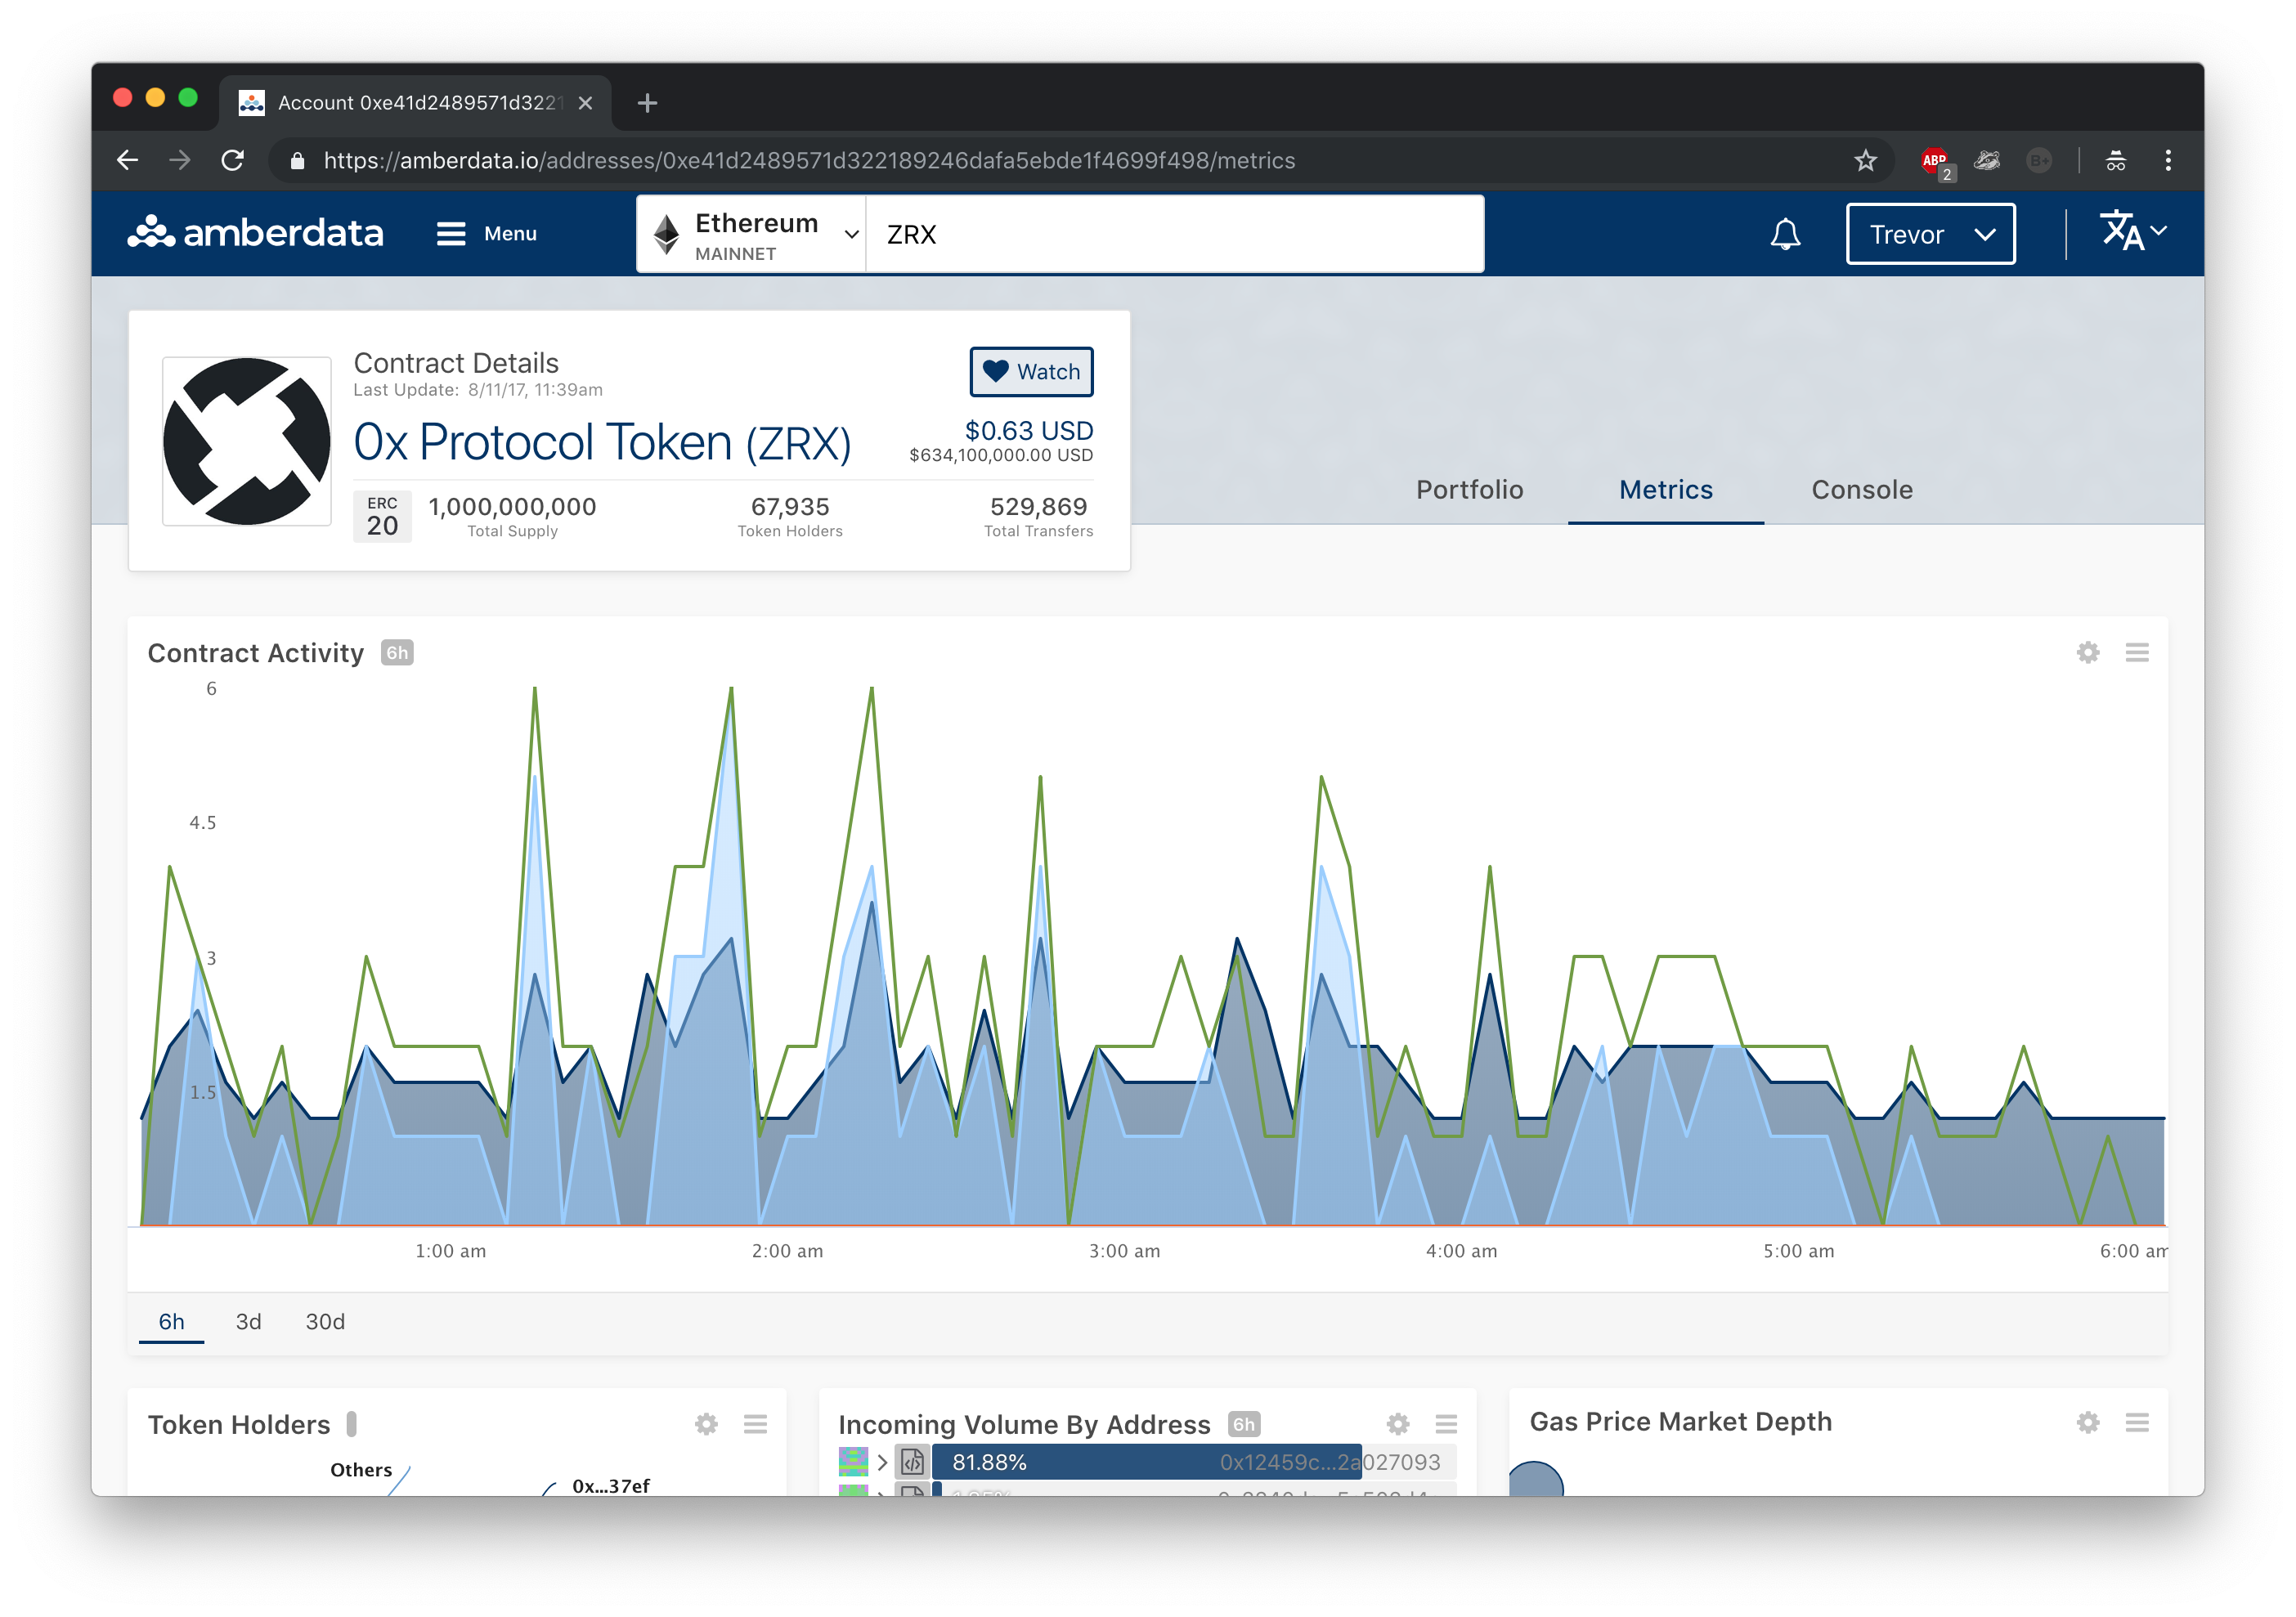 Account 0xe41d2489571d3221
https://amberdata.io/addresses/0xe41d2489571d322189246dafa5ebde1f4699f498/metrics
ABP
2
B+
amberdata
Menu
Ethereum
MAINNET
ZRX
Trevor
文A
Contract Details
Last Update: 8/11/17, 11:39am
Watch
0x Protocol Token (ZRX)
$0.63 USD
$634,100,000.00 USD
ERC
20
1,000,000,000
Total Supply
67,935
Token Holders
529,869
Total Transfers
Portfolio
Metrics
Console
Contract Activity 6h
6
4.5
3
1.5
1:00 am
2:00 am
3:00 am
4:00 am
5:00 am
6:00 am
6h
3d
30d
Token Holders
Others
0x...37ef
Incoming Volume By Address 6h
81.88%
0x12459c...2a027093
Gas Price Market Depth